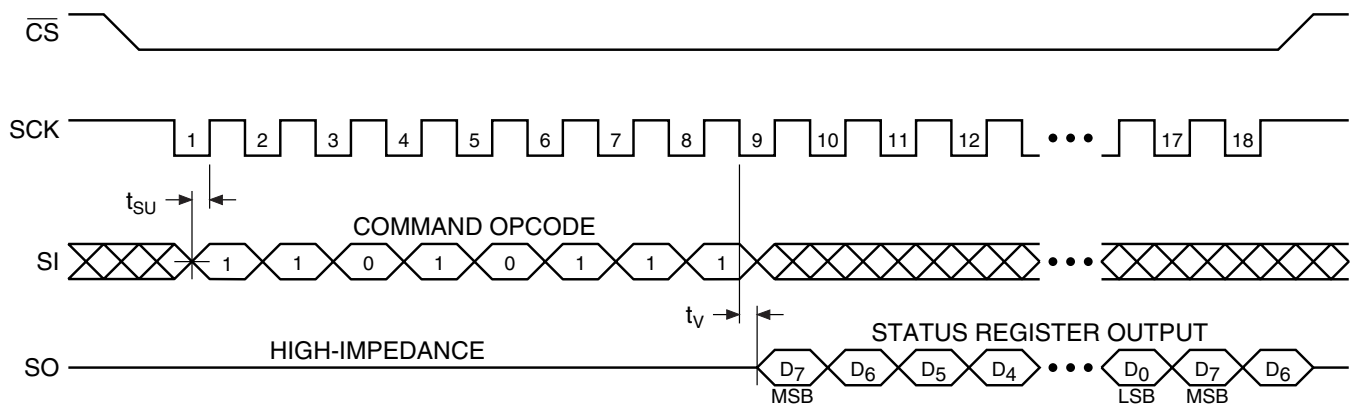 CS
SCK 1 2 3 4 5 6 7 8 9 10 11 12 ••• 17 18
tSU
COMMAND OPCODE
SI 1 1 0 1 0 1 1 1 •••
tV
HIGH-IMPEDANCE STATUS REGISTER OUTPUT
SO D7 D6 D5 D4 ••• D0 D7 D6
MSB LSB MSB